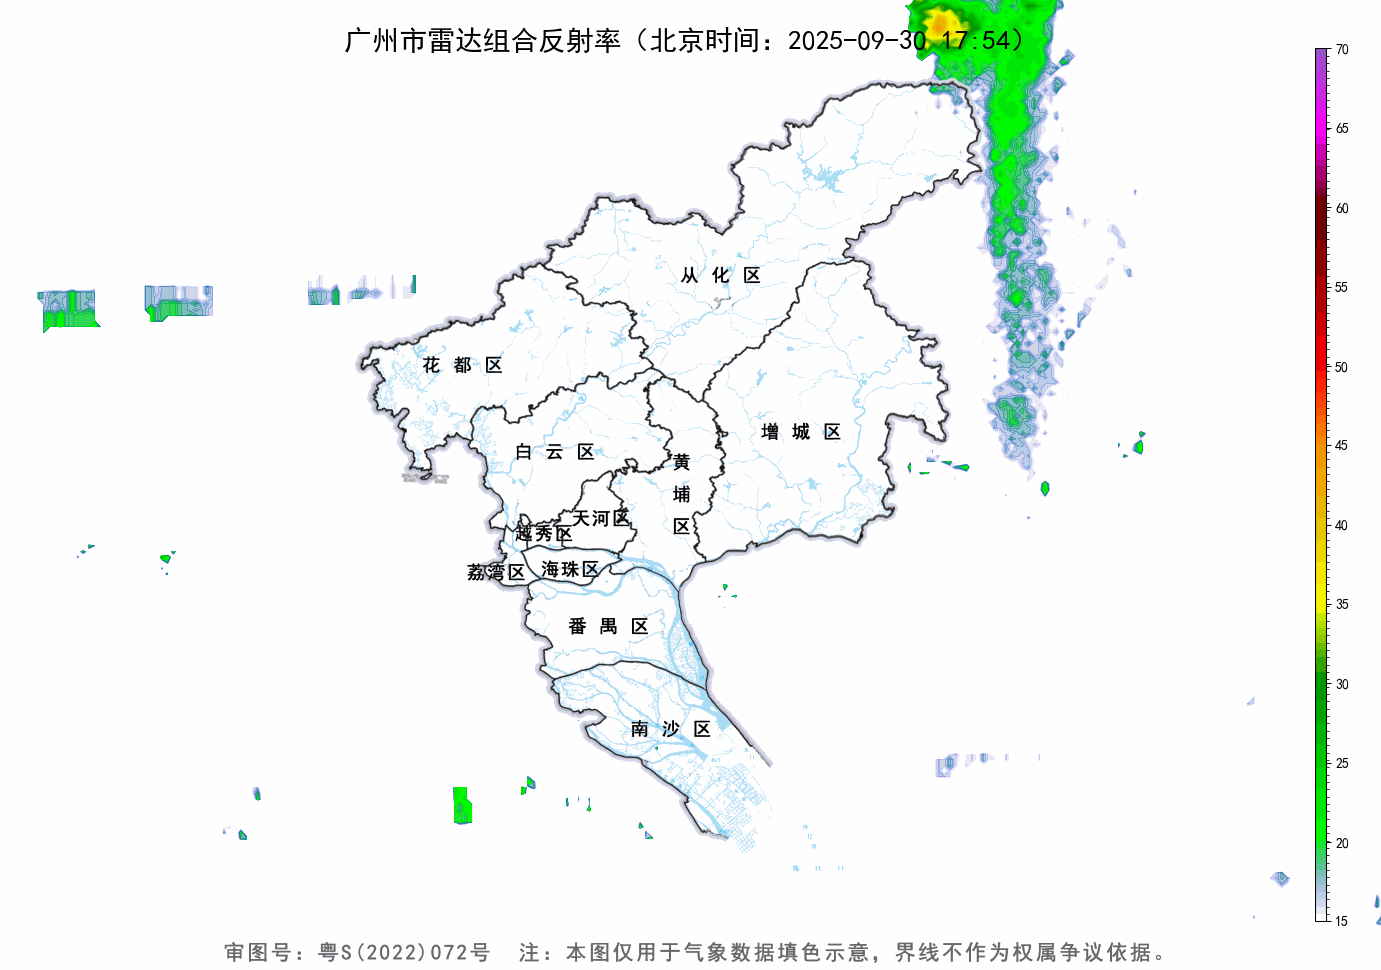 广州市雷达组合反射率（北京时间：2025-09-30 17:54）
70
65
60
55
50
45
40
35
30
25
20
15
从化区
花都区
增城区
白云区
黄埔区
天河区
越秀区
荔湾区
海珠区
番禺区
南沙区
审图号：粤S(2022)072号 注：本图仅用于气象数据填色示意，界线不作为权属争议依据。